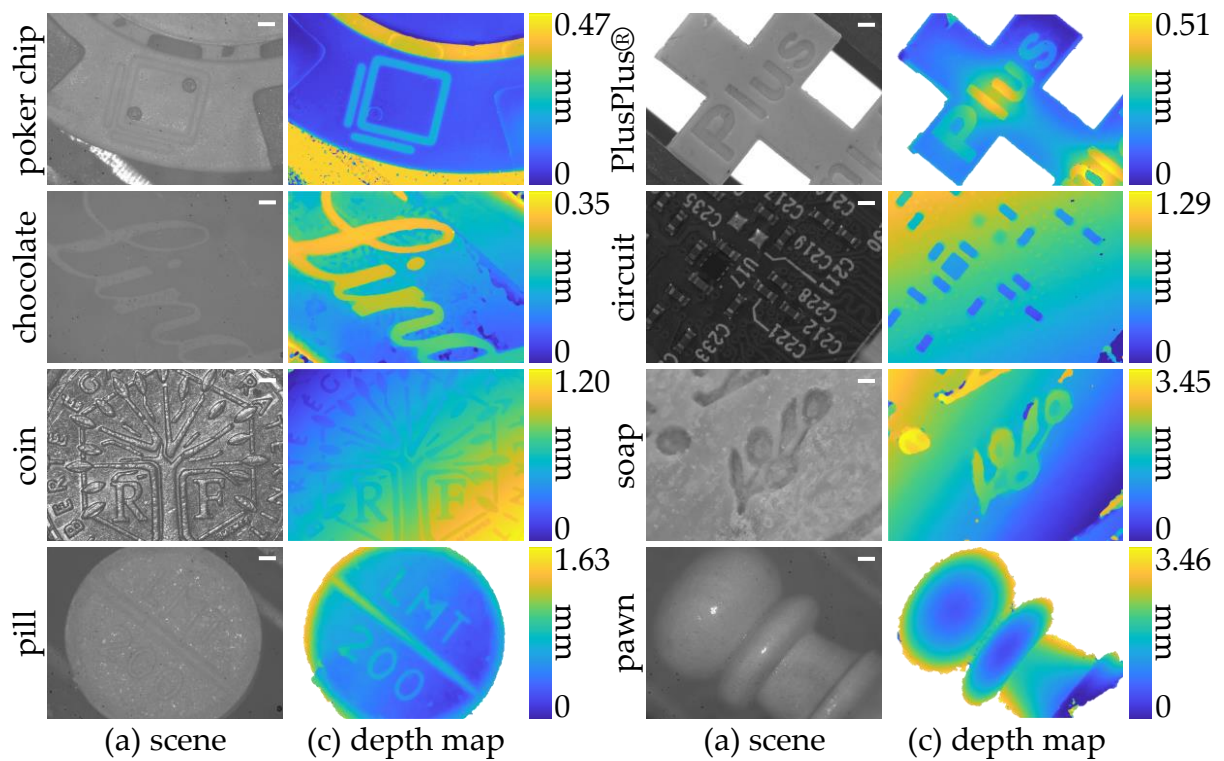 poker chip
0.47
mm
0
PlusPlus®
Plus
Plus
0.51
mm
0
chocolate
Lind
0.35
mm
0
circuit
C235
C217
C219
U17
C228
C212
C221
C233
1.29
mm
0
coin
R F
R F
1.20
mm
0
soap
3.45
mm
0
pill
LMT
200
1.63
mm
0
pawn
3.46
mm
0
(a) scene
(c) depth map
(a) scene
(c) depth map